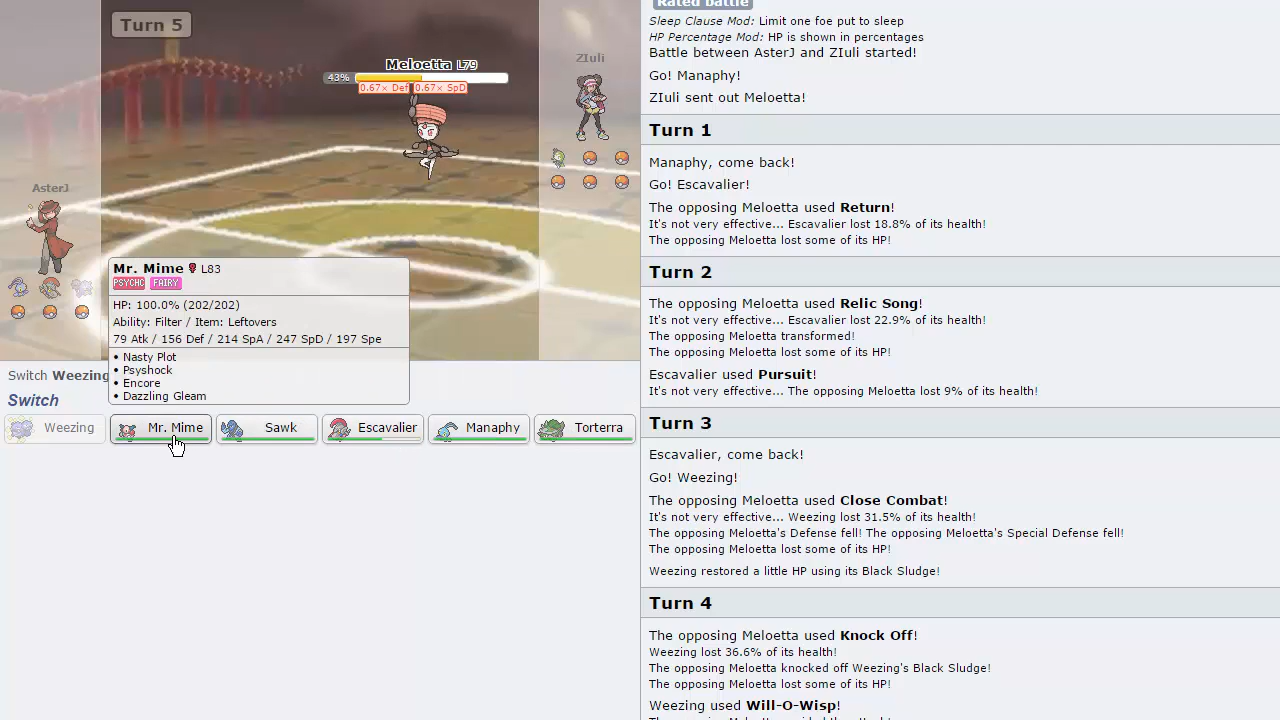 Turn 5
Meloetta L79
43%
0.67× Def 0.67× SpD
ZIuli
AsterJ
Mr. Mime L83
PSYCHC FAIRY
HP: 100.0% (202/202)
Ability: Filter / Item: Leftovers
79 Atk / 156 Def / 214 SpA / 247 SpD / 197 Spe
• Nasty Plot
• Psyshock
• Encore
• Dazzling Gleam
Switch Weezing
Switch
Weezing
Mr. Mime
Sawk
Escavalier
Manaphy
Torterra
Rated battle
Sleep Clause Mod: Limit one foe put to sleep
HP Percentage Mod: HP is shown in percentages
Battle between AsterJ and ZIuli started!
Go! Manaphy!
ZIuli sent out Meloetta!
Turn 1
Manaphy, come back!
Go! Escavalier!
The opposing Meloetta used Return!
It's not very effective... Escavalier lost 18.8% of its health!
The opposing Meloetta lost some of its HP!
Turn 2
The opposing Meloetta used Relic Song!
It's not very effective... Escavalier lost 22.9% of its health!
The opposing Meloetta transformed!
The opposing Meloetta lost some of its HP!
Escavalier used Pursuit!
It's not very effective... The opposing Meloetta lost 9% of its health!
Turn 3
Escavalier, come back!
Go! Weezing!
The opposing Meloetta used Close Combat!
It's not very effective... Weezing lost 31.5% of its health!
The opposing Meloetta's Defense fell! The opposing Meloetta's Special Defense fell!
The opposing Meloetta lost some of its HP!
Weezing restored a little HP using its Black Sludge!
Turn 4
The opposing Meloetta used Knock Off!
Weezing lost 36.6% of its health!
The opposing Meloetta knocked off Weezing's Black Sludge!
The opposing Meloetta lost some of its HP!
Weezing used Will-O-Wisp!